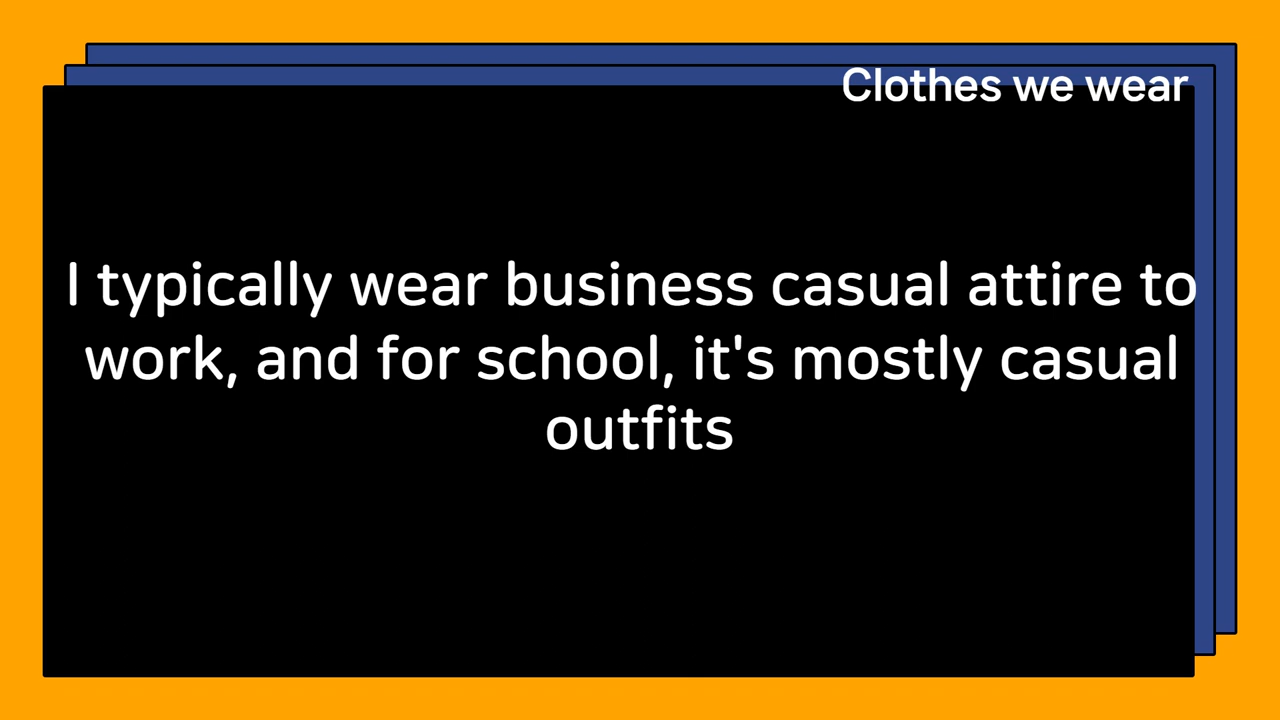 Clothes we wear
I typically wear business casual attire to
work, and for school, it's mostly casual
outfits